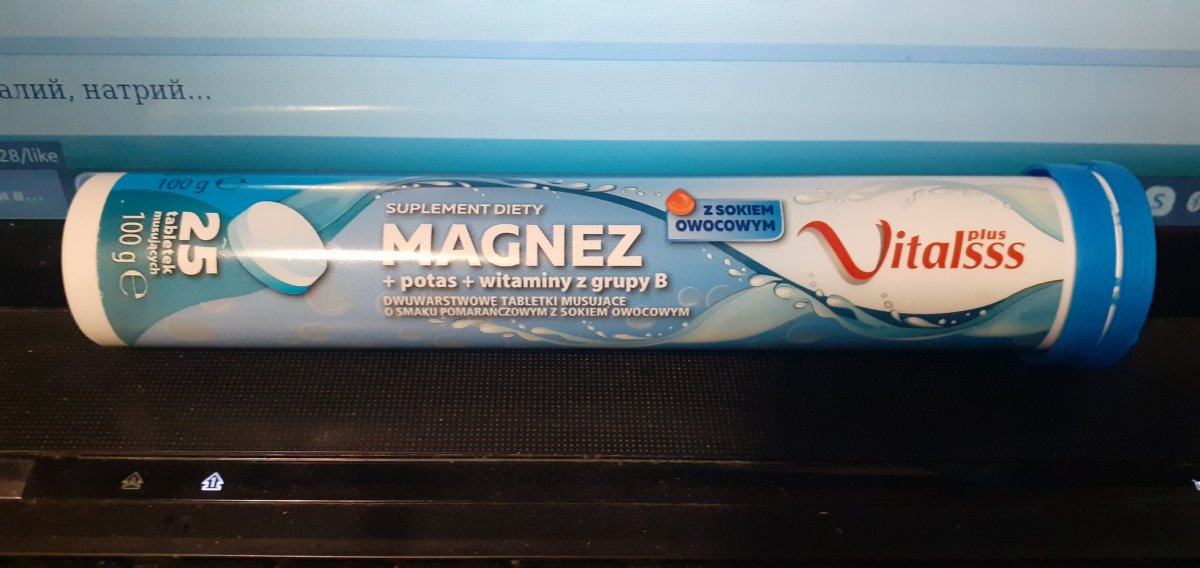 алий, натрий...
28/like
и в...
100 g e
25
tabletek
musujących
100 g e
SUPLEMENT DIETY
MAGNEZ
+ potas + witaminy z grupy B
DWUWARSTWOWE TABLETKI MUSUJĄCE
O SMAKU POMARAŃCZOWYM Z SOKIEM OWOCOWYM
Z SOKIEM
OWOCOWYM
Vitalsss
plus